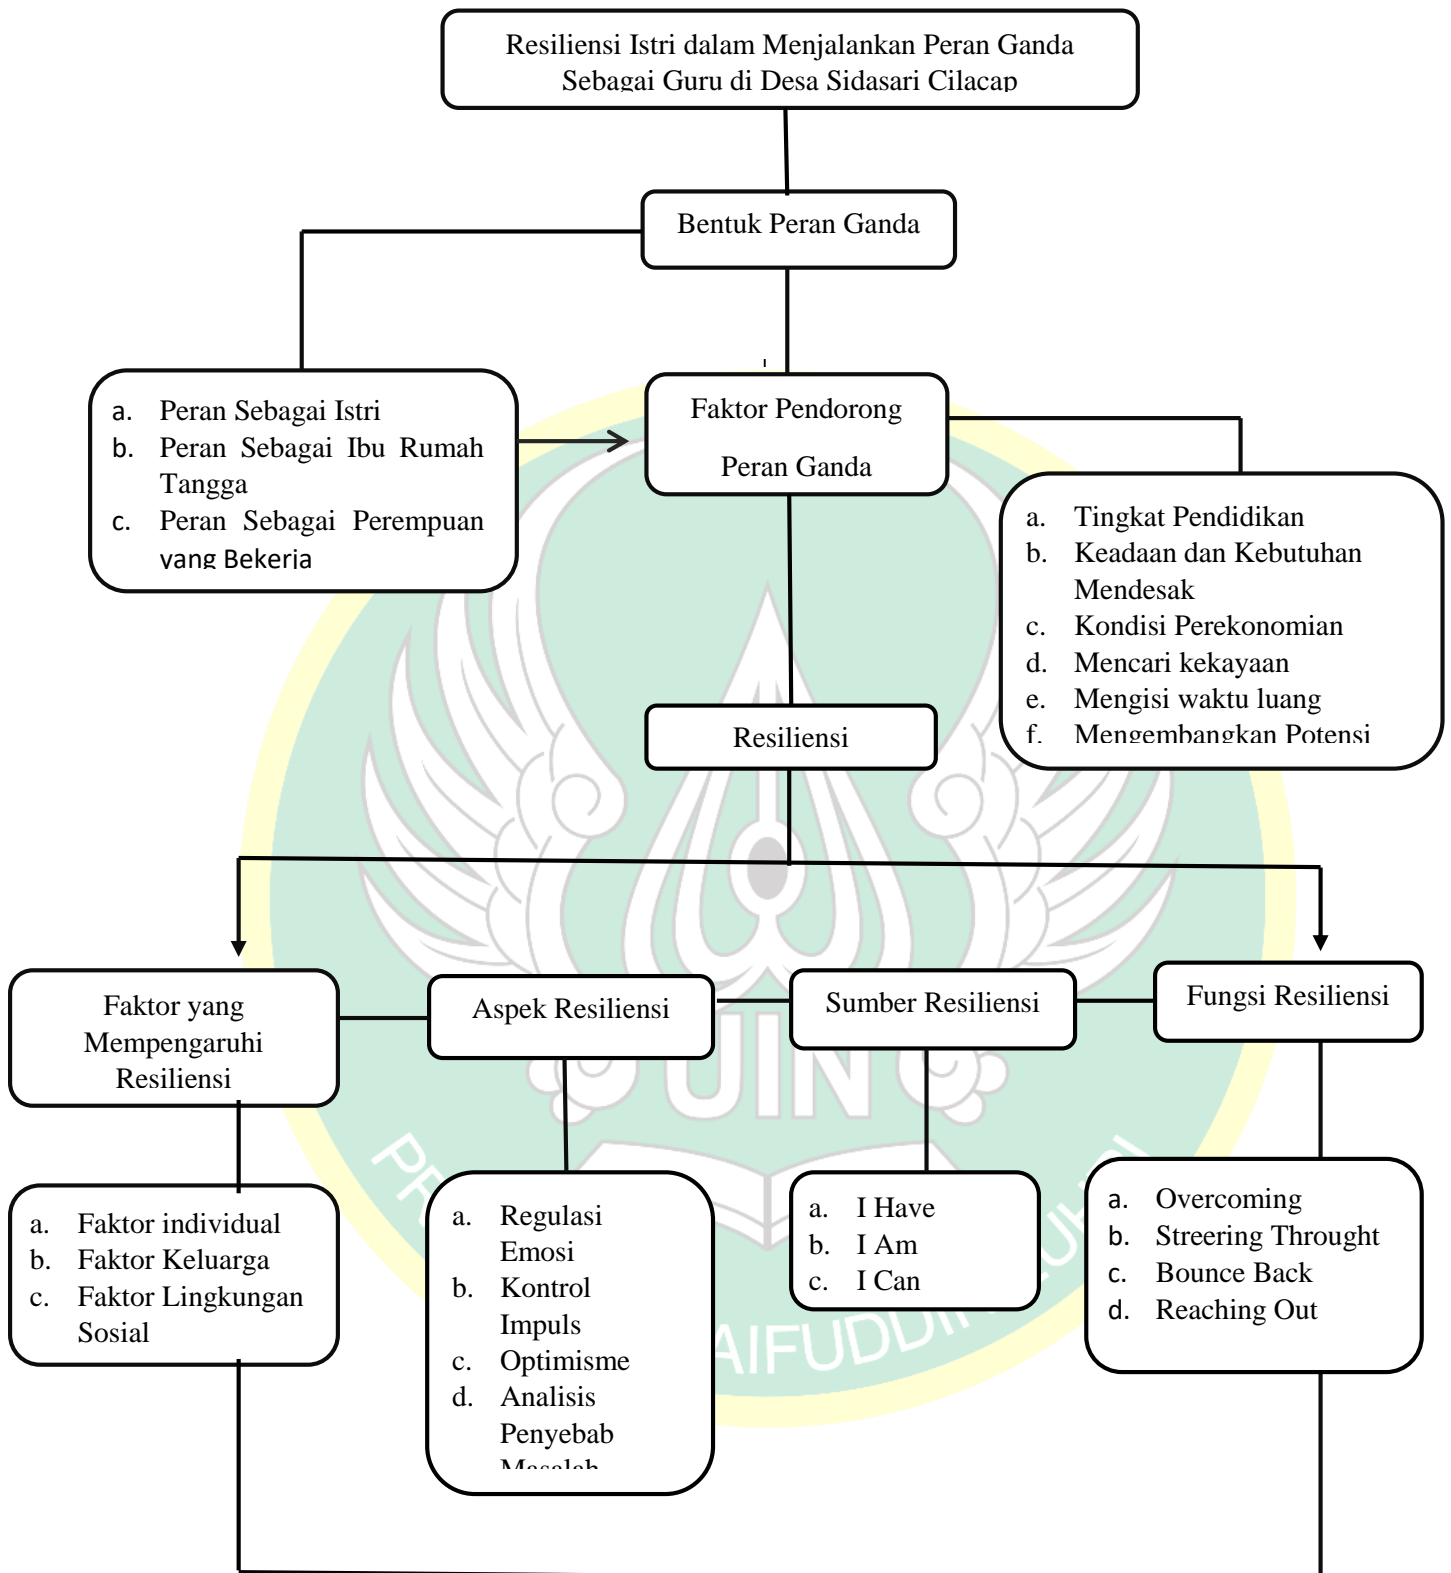 Resiliensi Istri dalam Menjalankan Peran Ganda
Sebagai Guru di Desa Sidasari Cilacap
Bentuk Peran Ganda
a. Peran Sebagai Istri
b. Peran Sebagai Ibu Rumah
Tangga
c. Peran Sebagai Perempuan
yang Bekerja
Faktor Pendorong
Peran Ganda
a. Tingkat Pendidikan
b. Keadaan dan Kebutuhan
Mendesak
c. Kondisi Perekonomian
d. Mencari kekayaan
e. Mengisi waktu luang
f. Mengembangkan Potensi
Resiliensi
Faktor yang
Mempengaruhi
Resiliensi
Aspek Resiliensi
Sumber Resiliensi
Fungsi Resiliensi
a. Faktor individual
b. Faktor Keluarga
c. Faktor Lingkungan
Sosial
a. Regulasi
Emosi
b. Kontrol
Impuls
c. Optimisme
d. Analisis
Penyebab
Masalah
a. I Have
b. I Am
c. I Can
a. Overcoming
b. Streering Throught
c. Bounce Back
d. Reaching Out
UIN